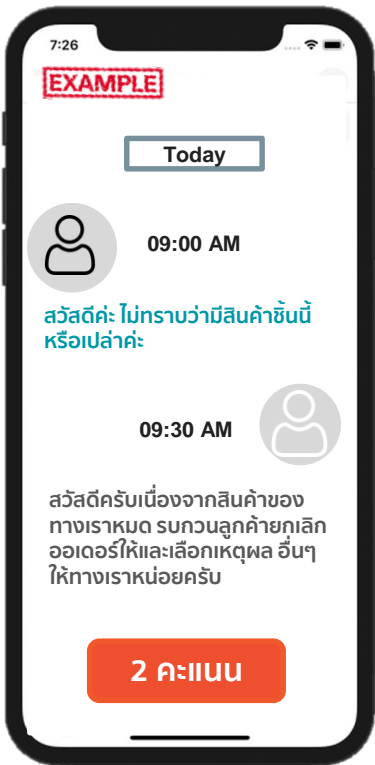 7:26
EXAMPLE
Today
09:00 AM
สวัสดีค่ะ ไม่ทราบว่ามีสินค้าชิ้นนี้
หรือเปล่าค่ะ
09:30 AM
สวัสดีครับเนื่องจากสินค้าของ
ทางเราหมด รบกวนลูกค้ายกเลิก
ออเดอร์ให้และเลือกเหตุผล อื่นๆ
ให้ทางเราหน่อยครับ
2 คะแนน